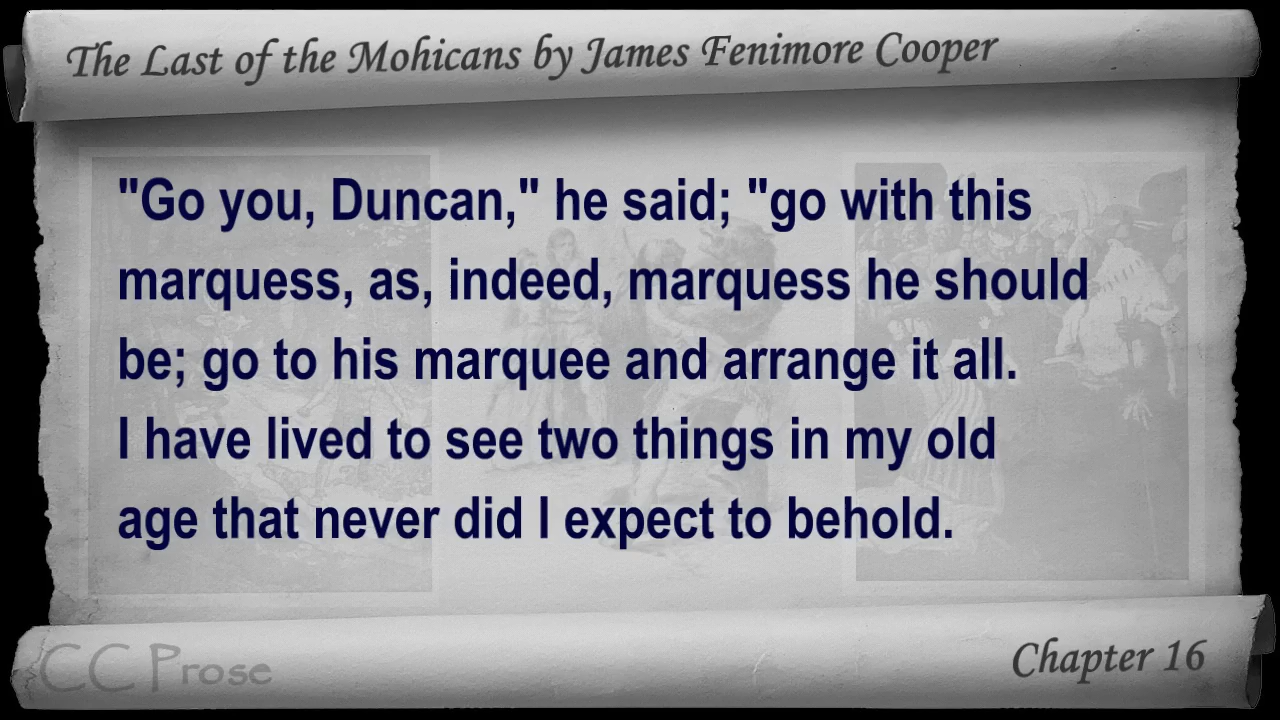 The Last of the Mohicans by James Fenimore Cooper
"Go you, Duncan," he said; "go with this
marquess, as, indeed, marquess he should
be; go to his marquee and arrange it all.
I have lived to see two things in my old
age that never did I expect to behold.
CC Prose
Chapter 16